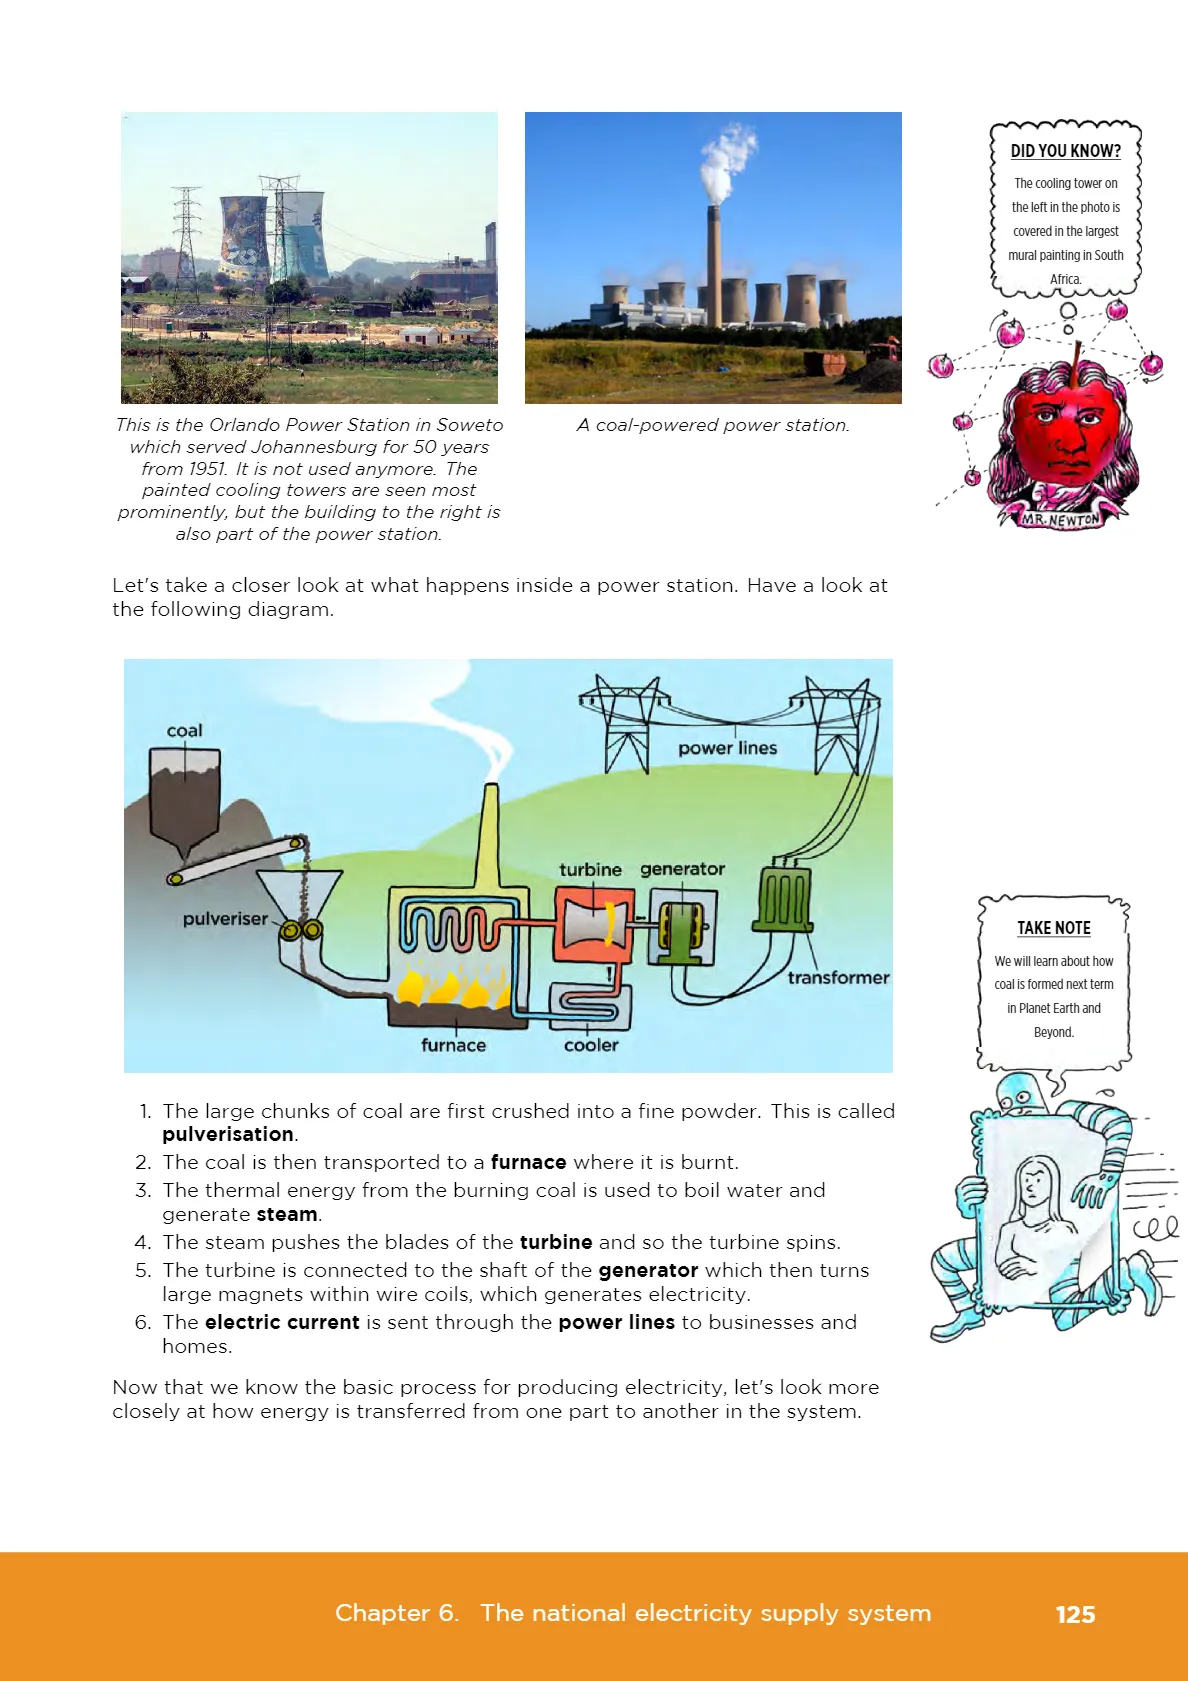 This is the Orlando Power Station in Soweto
which served Johannesburg for 50 years
from 1951. It is not used anymore. The
painted cooling towers are seen most
prominently, but the building to the right is
also part of the power station.
A coal-powered power station.
DID YOU KNOW?
The cooling tower on
the left in the photo is
covered in the largest
mural painting in South
Africa.
MR. NEWTON
Let's take a closer look at what happens inside a power station. Have a look at
the following diagram.
coal
power lines
turbine
generator
pulveriser
transformer
furnace
cooler
TAKE NOTE
We will learn about how
coal is formed next term
in Planet Earth and
Beyond.
1. The large chunks of coal are first crushed into a fine powder. This is called
pulverisation.
2. The coal is then transported to a furnace where it is burnt.
3. The thermal energy from the burning coal is used to boil water and
generate steam.
4. The steam pushes the blades of the turbine and so the turbine spins.
5. The turbine is connected to the shaft of the generator which then turns
large magnets within wire coils, which generates electricity.
6. The electric current is sent through the power lines to businesses and
homes.
Now that we know the basic process for producing electricity, let's look more
closely at how energy is transferred from one part to another in the system.
Chapter 6. The national electricity supply system
125